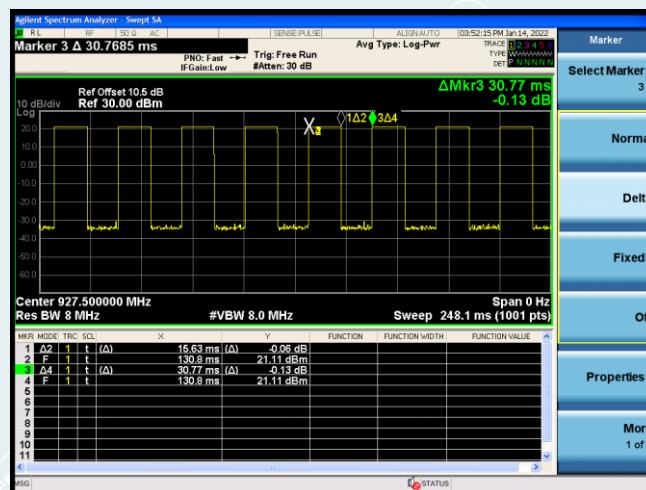 Agilent Spectrum Analyzer - Swept SA
RL RF 50 Ω AC SENSE:PULSE ALIGNAUTO 03:52:15 PM Jan 14, 2022
Marker 3 Δ 30.7685 ms
PNO: Fast
IFGain:Low
Trig: Free Run
#Atten: 30 dB
Avg Type: Log-Pwr
TRACE 1 2 3 4 5 6
TYPE
DET P N N N N N
Ref Offset 10.5 dB
10 dB/div Ref 30.00 dBm
ΔMkr3 30.77 ms
-0.13 dB
Log
20.0
10.0
0.00
-10.0
-20.0
-30.0
-40.0
-50.0
-60.0
1Δ2 3Δ4
Center 927.500000 MHz Span 0 Hz
Res BW 8 MHz #VBW 8.0 MHz Sweep 248.1 ms (1001 pts)
MKR MODE TRC SCL X Y FUNCTION FUNCTION WIDTH FUNCTION VALUE
1 Δ2 1 t (Δ) 15.63 ms (Δ) -0.06 dB
2 F 1 t 130.8 ms 21.11 dBm
3 Δ4 1 t (Δ) 30.77 ms (Δ) -0.13 dB
4 F 1 t 130.8 ms 21.11 dBm
5
6
7
8
9
10
11
MSG STATUS
Marker
Select Marker
3
Norma
Delt
Fixed
Of
Properties
Mor
1 of